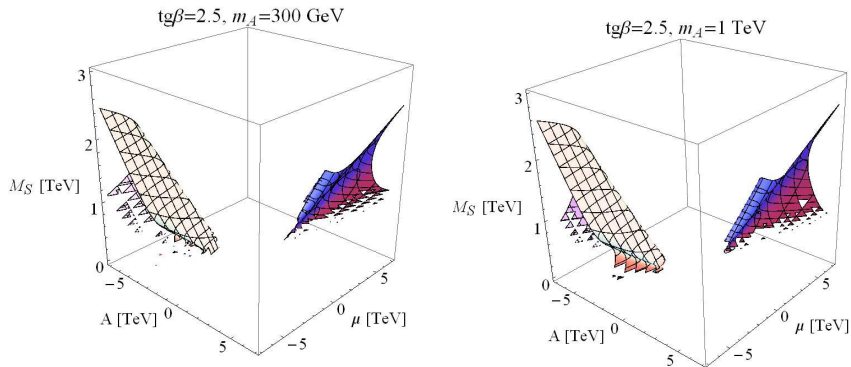 tgβ=2.5, m_A=300 GeV
3
2
1
0
M_S [TeV]
-5
0
5
A [TeV]
-5
0
5
μ [TeV]
tgβ=2.5, m_A=1 TeV
3
2
1
0
M_S [TeV]
-5
0
5
A [TeV]
-5
0
5
μ [TeV]